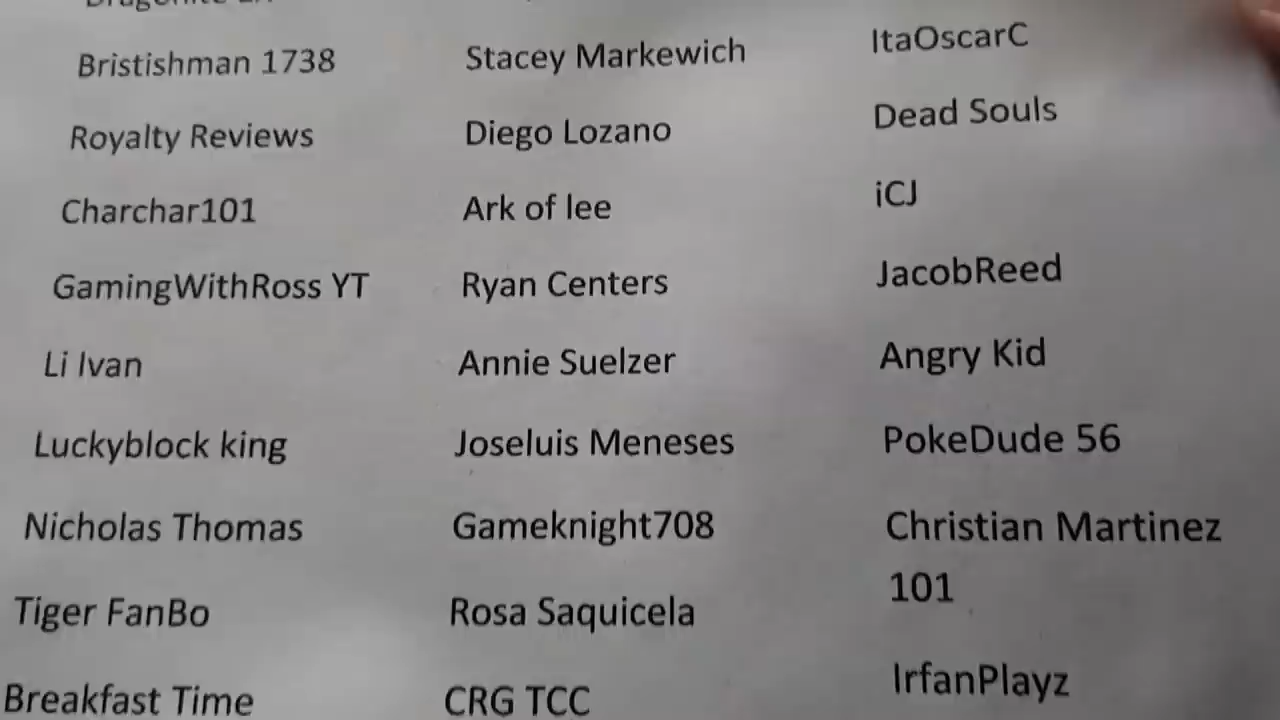 Bristishman 1738
Royalty Reviews
Charchar101
GamingWithRoss YT
Li Ivan
Luckyblock king
Nicholas Thomas
Tiger FanBo
Breakfast Time
Stacey Markewich
Diego Lozano
Ark of lee
Ryan Centers
Annie Suelzer
Joseluis Meneses
Gameknight708
Rosa Saquicela
CRG TCC
ItaOscarC
Dead Souls
iCJ
JacobReed
Angry Kid
PokeDude 56
Christian Martinez
101
IrfanPlayz